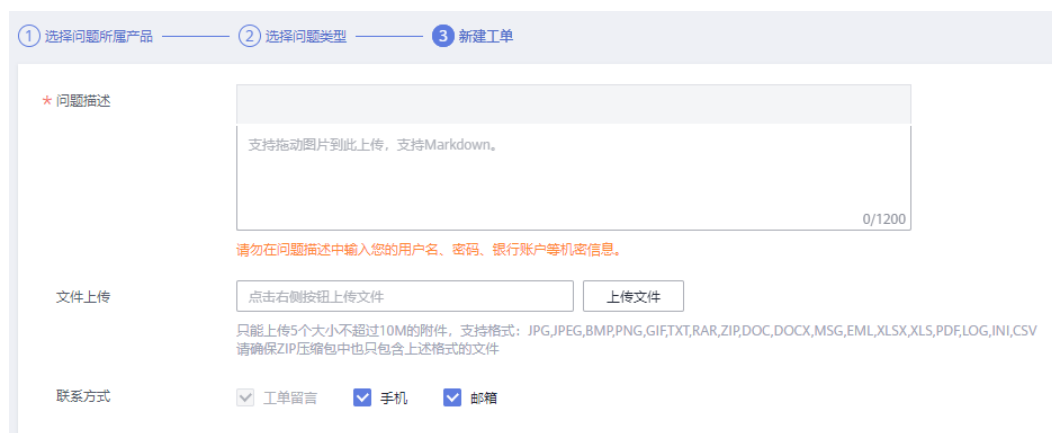 1 选择问题所属产品 2 选择问题类型 3 新建工单
* 问题描述
支持拖动图片到此上传，支持Markdown。
0/1200
请勿在问题描述中输入您的用户名、密码、银行账户等机密信息。
文件上传 点击右侧按钮上传文件 上传文件
只能上传5个大小不超过10M的附件，支持格式：JPG,JPEG,BMP,PNG,GIF,TXT,RAR,ZIP,DOC,DOCX,MSG,EML,XLSX,XLS,PDF,LOG,INI,CSV
请确保ZIP压缩包中也只包含上述格式的文件
联系方式 工单留言 手机 邮箱